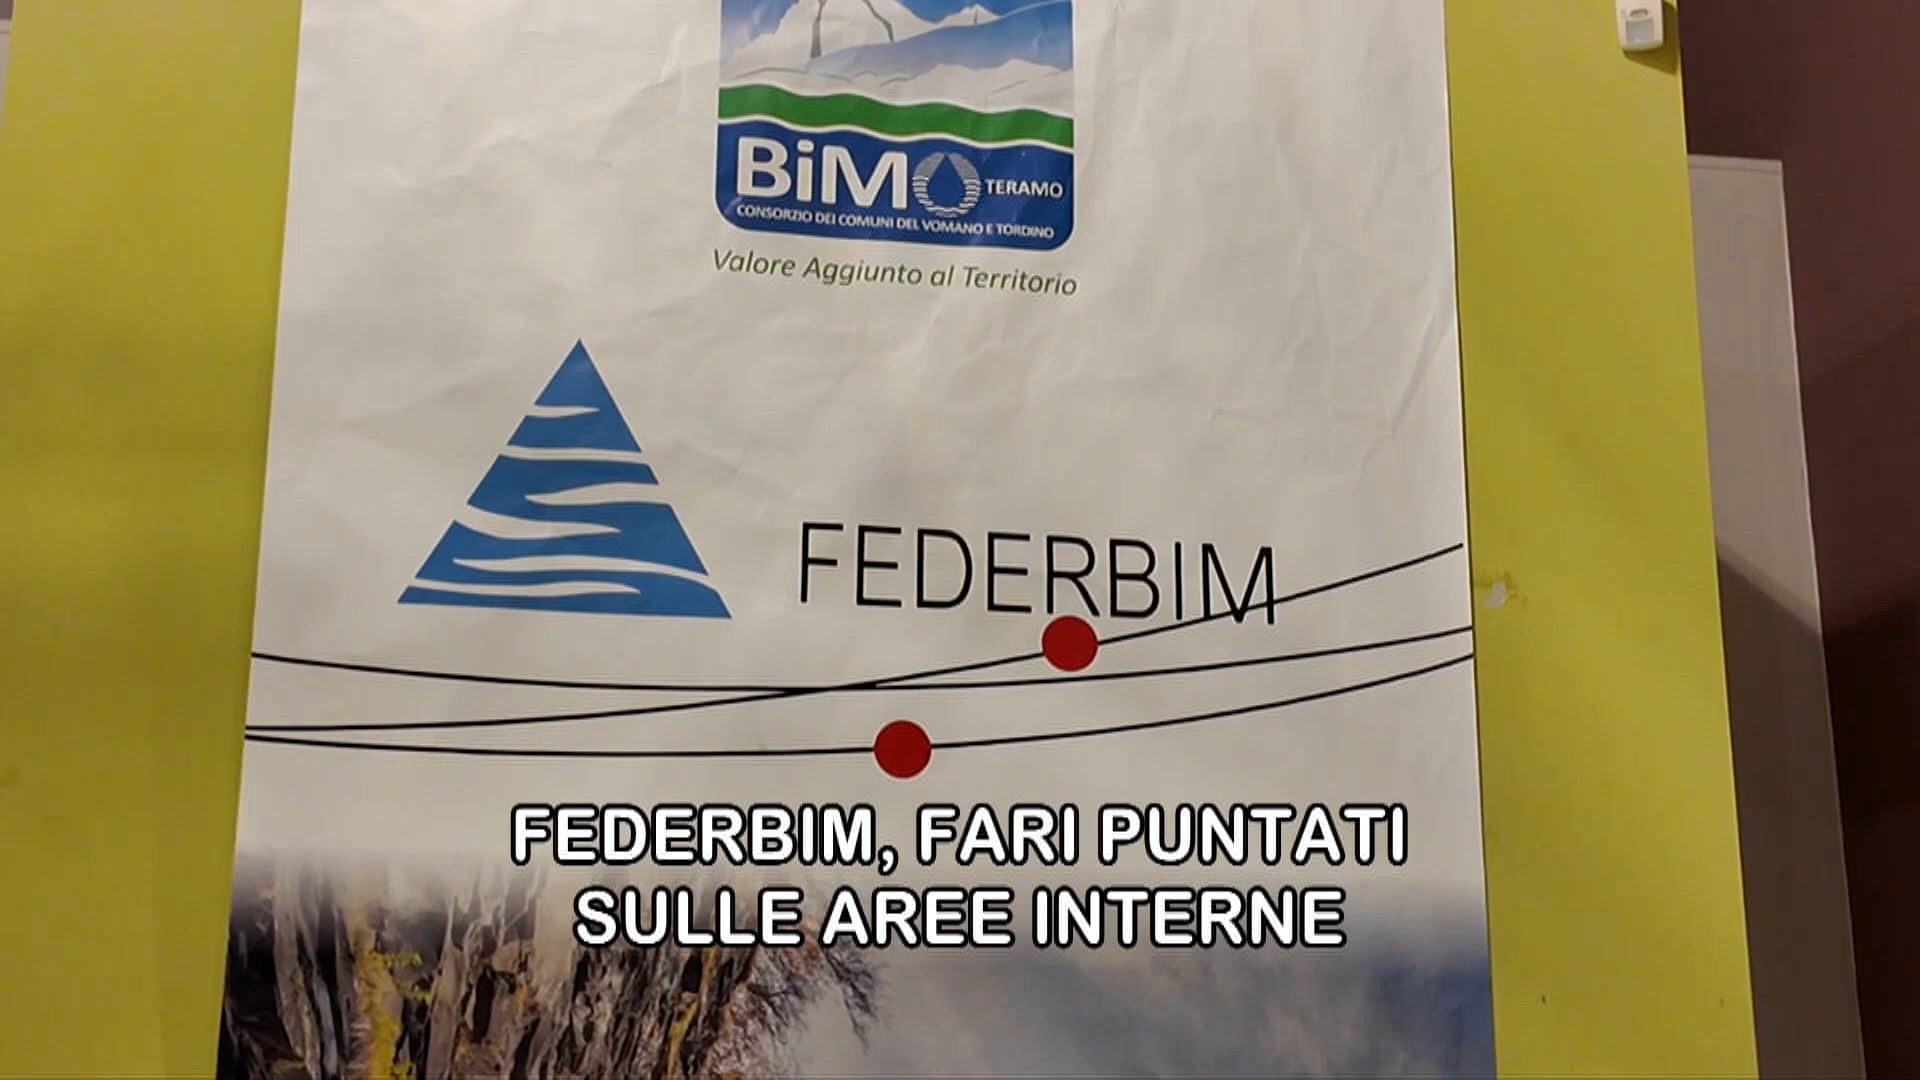 BiM TERAMO
CONSORZIO DEI COMUNI DEL VOMANO E TORDINO
Valore Aggiunto al Territorio
FEDERBIM
FEDERBIM, FARI PUNTATI
SULLE AREE INTERNE